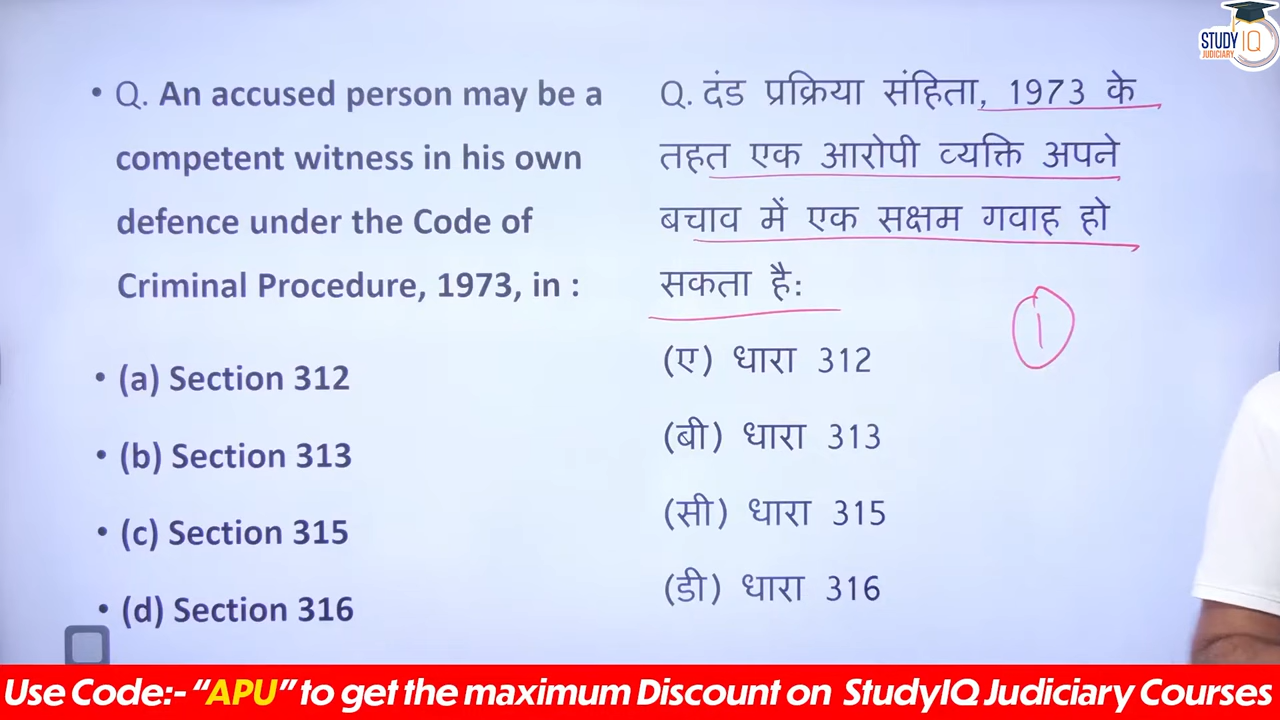 STUDY IQ
JUDICIARY
• Q. An accused person may be a
competent witness in his own
defence under the Code of
Criminal Procedure, 1973, in :
• (a) Section 312
• (b) Section 313
• (c) Section 315
• (d) Section 316
Q. दंड प्रक्रिया संहिता, 1973 के
तहत एक आरोपी व्यक्ति अपने
बचाव में एक सक्षम गवाह हो
सकता है:
1
(ए) धारा 312
(बी) धारा 313
(सी) धारा 315
(डी) धारा 316
Use Code:- “APU” to get the maximum Discount on StudyIQ Judiciary Courses